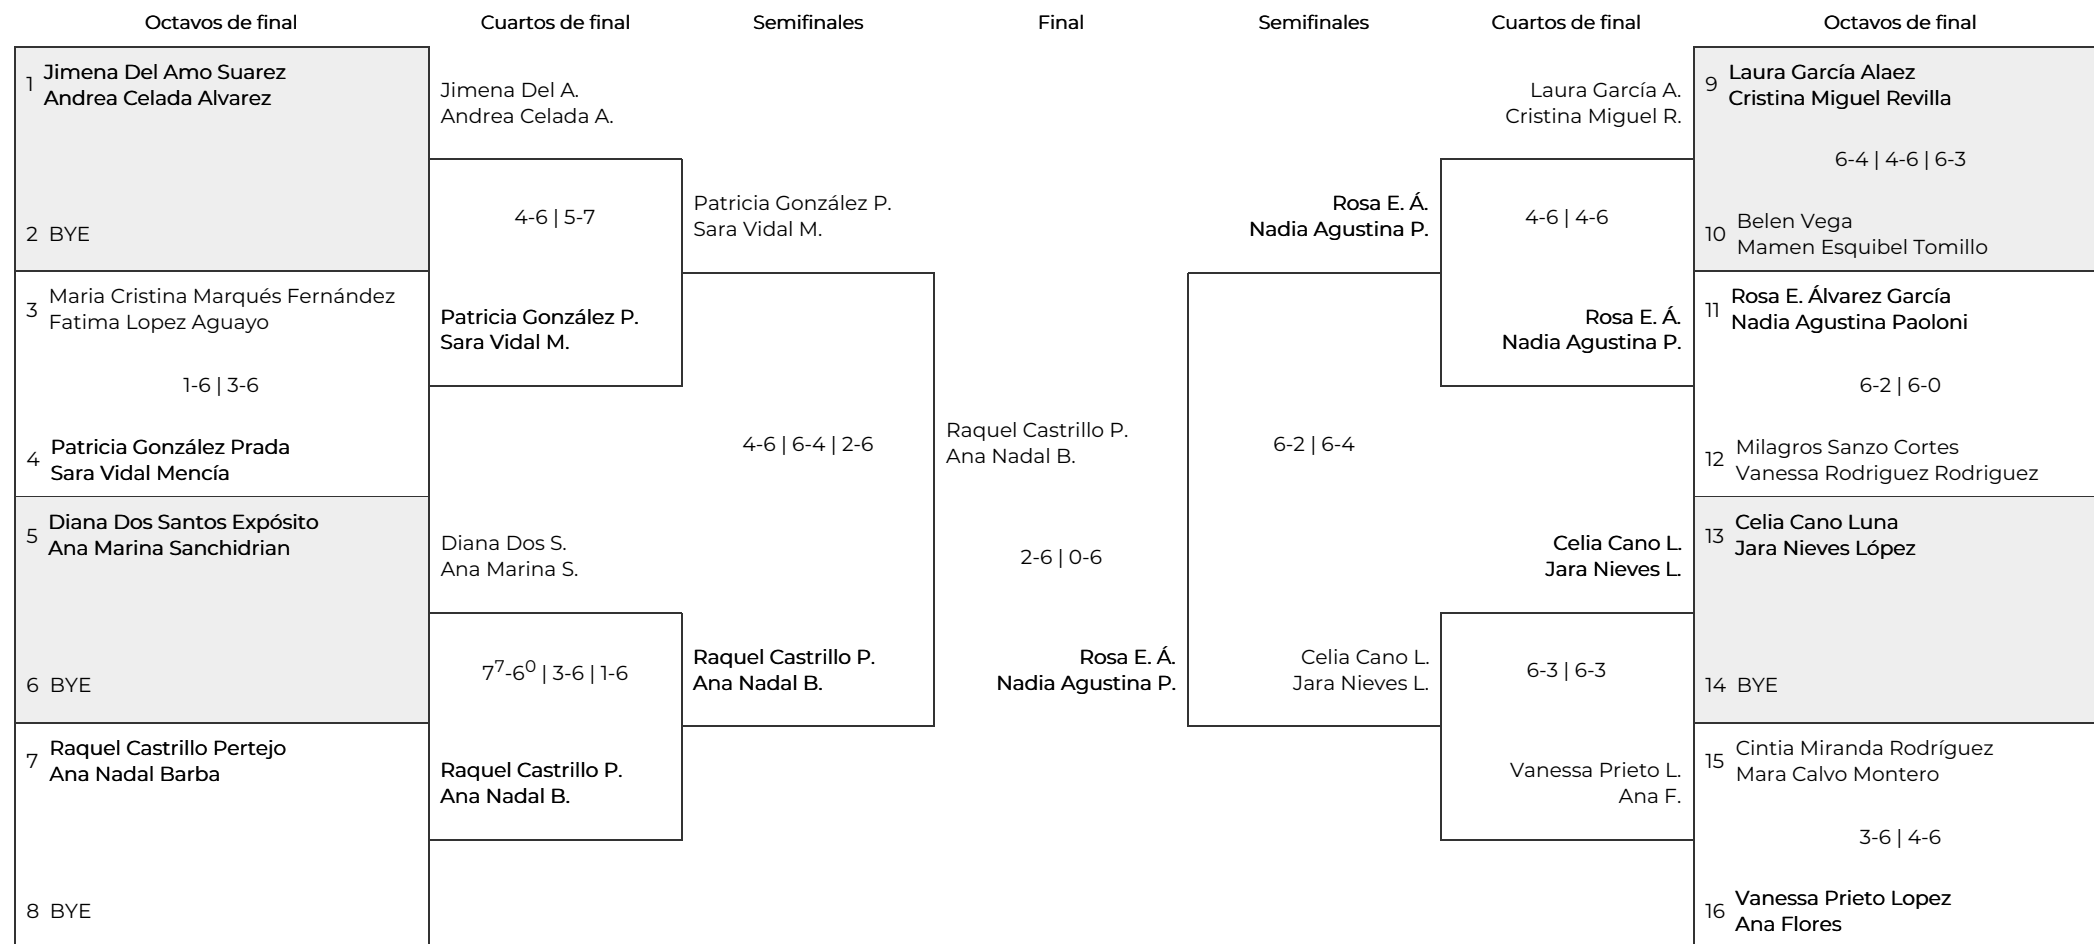 Octavos de final
Cuartos de final
Semifinales
Final
Semifinales
Cuartos de final
Octavos de final
1
Jimena Del Amo Suarez
Andrea Celada Alvarez
2 BYE
3
Maria Cristina Marqués Fernández
Fatima Lopez Aguayo
1-6 | 3-6
4
Patricia González Prada
Sara Vidal Mencía
5
Diana Dos Santos Expósito
Ana Marina Sanchidrian
6 BYE
7
Raquel Castrillo Pertejo
Ana Nadal Barba
8 BYE
Jimena Del A.
Andrea Celada A.
4-6 | 5-7
Patricia González P.
Sara Vidal M.
Diana Dos S.
Ana Marina S.
7⁷-6⁰ | 3-6 | 1-6
Raquel Castrillo P.
Ana Nadal B.
Patricia González P.
Sara Vidal M.
4-6 | 6-4 | 2-6
Raquel Castrillo P.
Ana Nadal B.
Raquel Castrillo P.
Ana Nadal B.
2-6 | 0-6
Rosa E. Á.
Nadia Agustina P.
Rosa E. Á.
Nadia Agustina P.
6-2 | 6-4
Celia Cano L.
Jara Nieves L.
Laura García A.
Cristina Miguel R.
4-6 | 4-6
Rosa E. Á.
Nadia Agustina P.
Celia Cano L.
Jara Nieves L.
6-3 | 6-3
Vanessa Prieto L.
Ana F.
9
Laura García Alaez
Cristina Miguel Revilla
6-4 | 4-6 | 6-3
10
Belen Vega
Mamen Esquibel Tomillo
11
Rosa E. Álvarez García
Nadia Agustina Paoloni
6-2 | 6-0
12
Milagros Sanzo Cortes
Vanessa Rodriguez Rodriguez
13
Celia Cano Luna
Jara Nieves López
14 BYE
15
Cintia Miranda Rodríguez
Mara Calvo Montero
3-6 | 4-6
16
Vanessa Prieto Lopez
Ana Flores